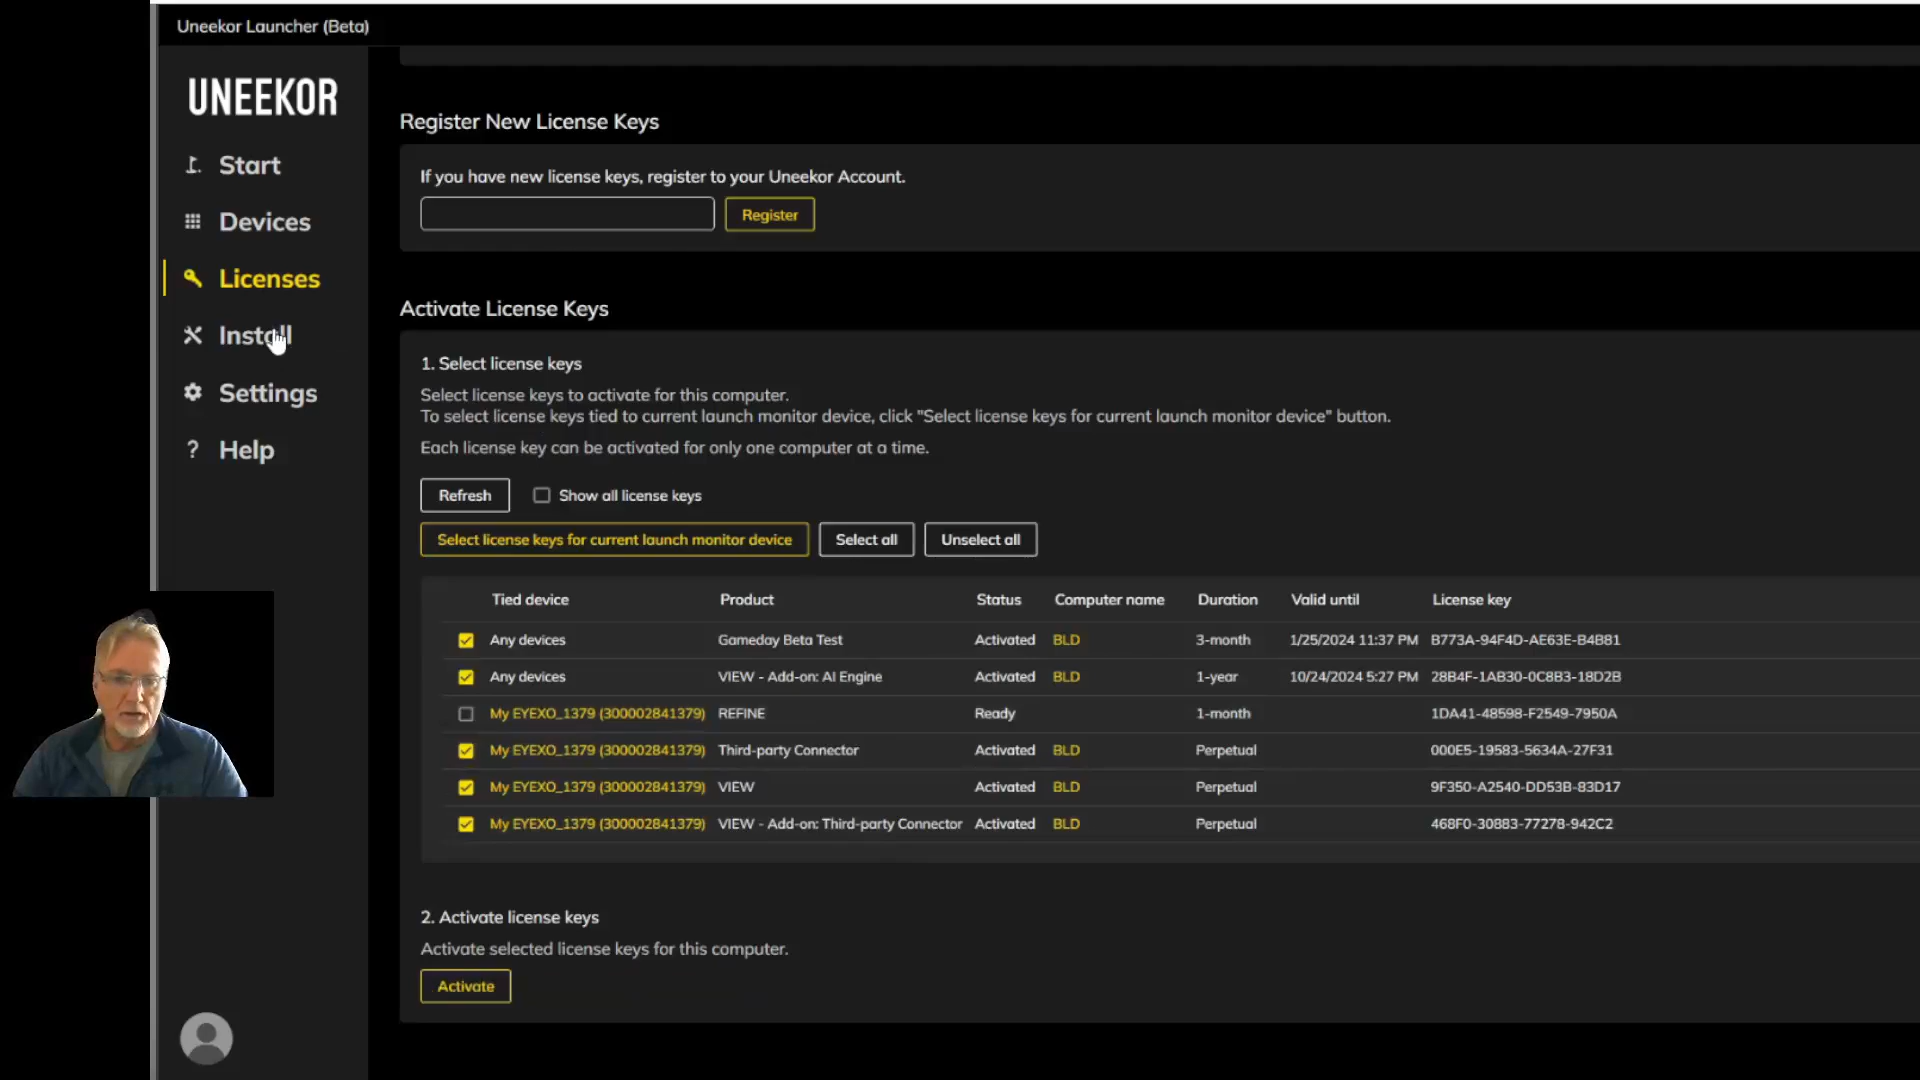 Uneekor Launcher (Beta)
UNEEKOR
Start
Devices
Licenses
Install
Settings
? Help
Register New License Keys
If you have new license keys, register to your Uneekor Account.
Register
Activate License Keys
1. Select license keys
Select license keys to activate for this computer.
To select license keys tied to current launch monitor device, click "Select license keys for current launch monitor device" button.
Each license key can be activated for only one computer at a time.
Refresh Show all license keys
Select license keys for current launch monitor device Select all Unselect all
Tied device Product Status Computer name Duration Valid until License key
Any devices Gameday Beta Test Activated BLD 3-month 1/25/2024 11:37 PM B773A-94F4D-AE63E-B4B81
Any devices VIEW - Add-on: AI Engine Activated BLD 1-year 10/24/2024 5:27 PM 28B4F-1AB30-0C8B3-18D2B
My EYEXO_1379 (300002841379) REFINE Ready 1-month 1DA41-48598-F2549-7950A
My EYEXO_1379 (300002841379) Third-party Connector Activated BLD Perpetual 000E5-19583-5634A-27F31
My EYEXO_1379 (300002841379) VIEW Activated BLD Perpetual 9F350-A2540-DD53B-83D17
My EYEXO_1379 (300002841379) VIEW - Add-on: Third-party Connector Activated BLD Perpetual 468F0-30883-77278-942C2
2. Activate license keys
Activate selected license keys for this computer.
Activate